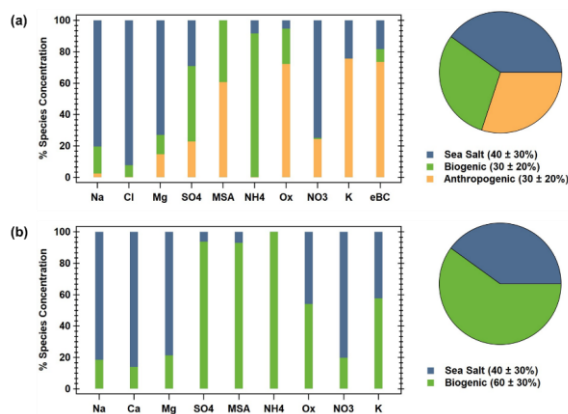 (a)
% Species Concentration
100
80
60
40
20
0
Na Cl Mg SO4 MSA NH4 Ox NO3 K eBC
Sea Salt (40 ± 30%)
Biogenic (30 ± 20%)
Anthropogenic (30 ± 20%)
(b)
% Species Concentration
100
80
60
40
20
0
Na Ca Mg SO4 MSA NH4 Ox NO3 K
Sea Salt (40 ± 30%)
Biogenic (60 ± 30%)